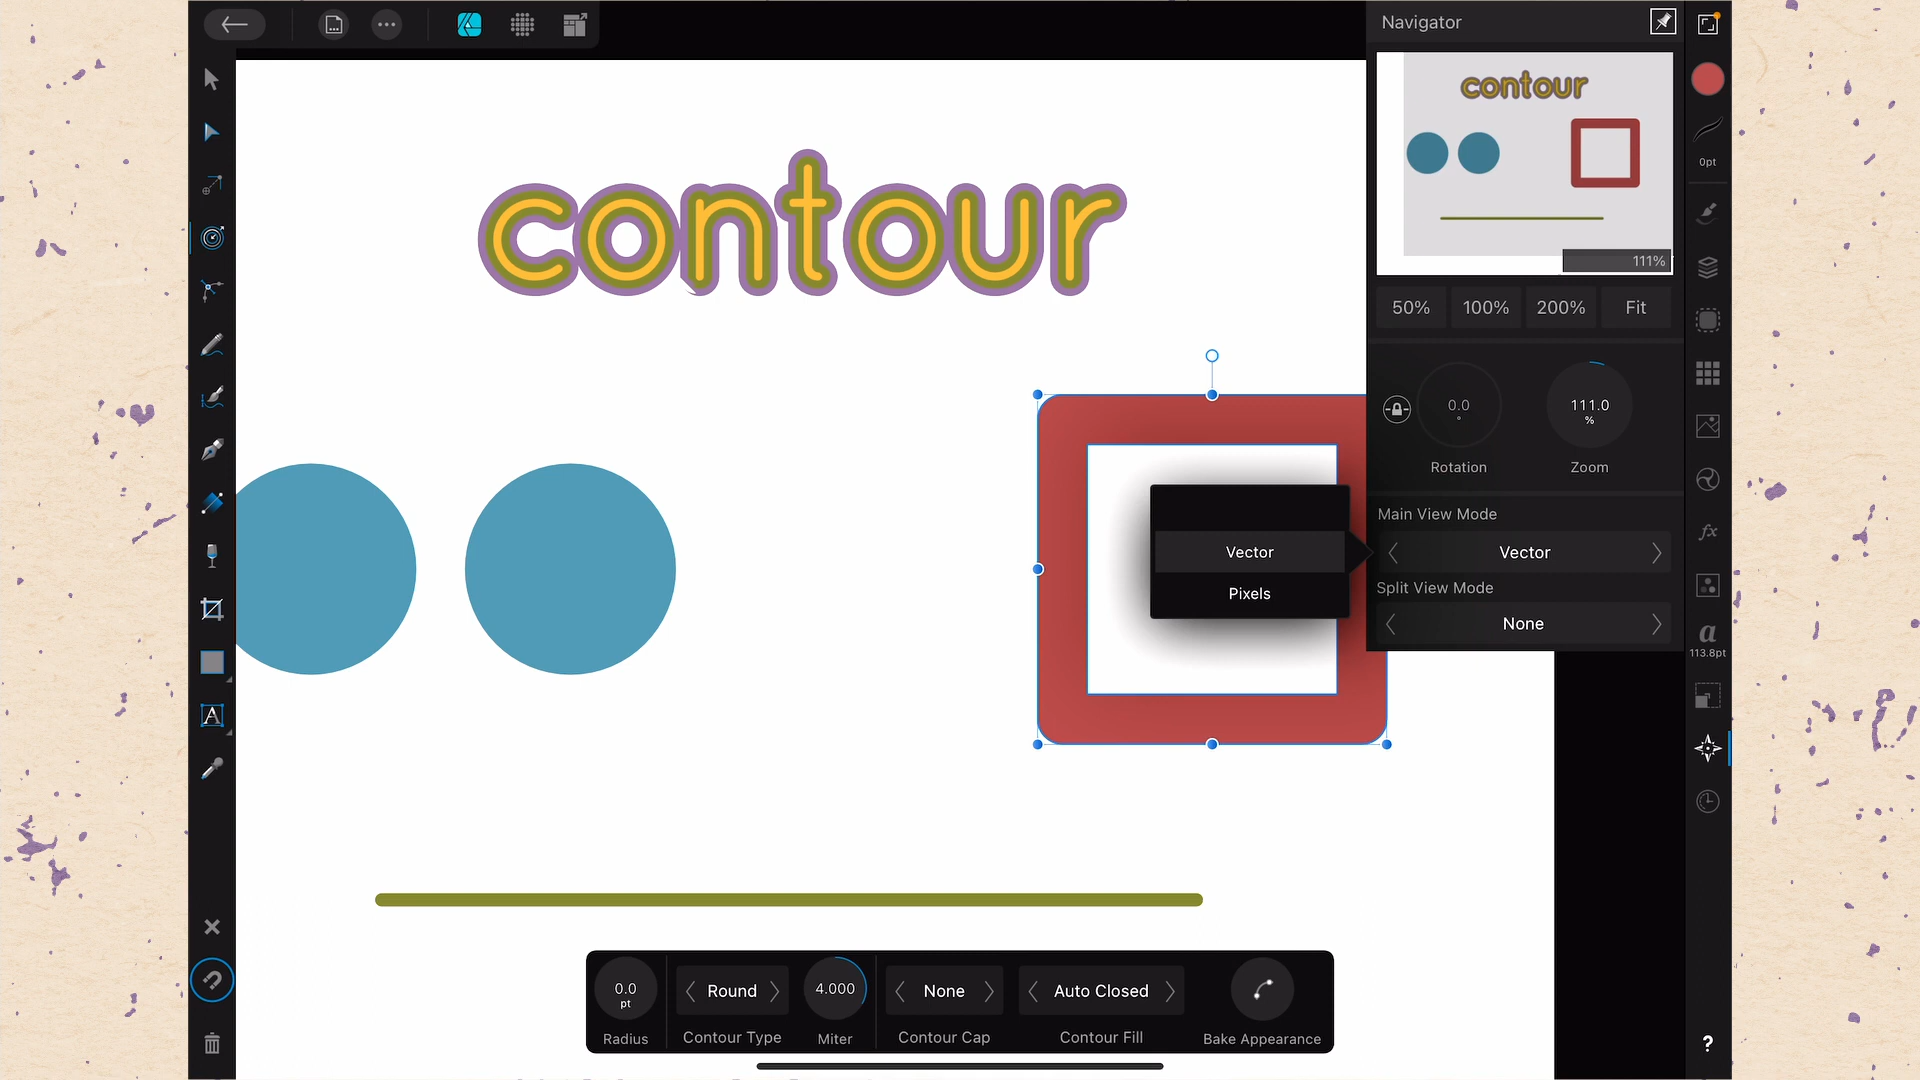 Navigator
contour
0pt
111%
50% 100% 200% Fit
contour
0.0
°
111.0
%
Rotation Zoom
Main View Mode
Vector
Vector
Pixels
Split View Mode
None
a
113.8pt
A
0.0
pt
Round
4.000
None
Auto Closed
Radius Contour Type Miter Contour Cap Contour Fill Bake Appearance
fx
?